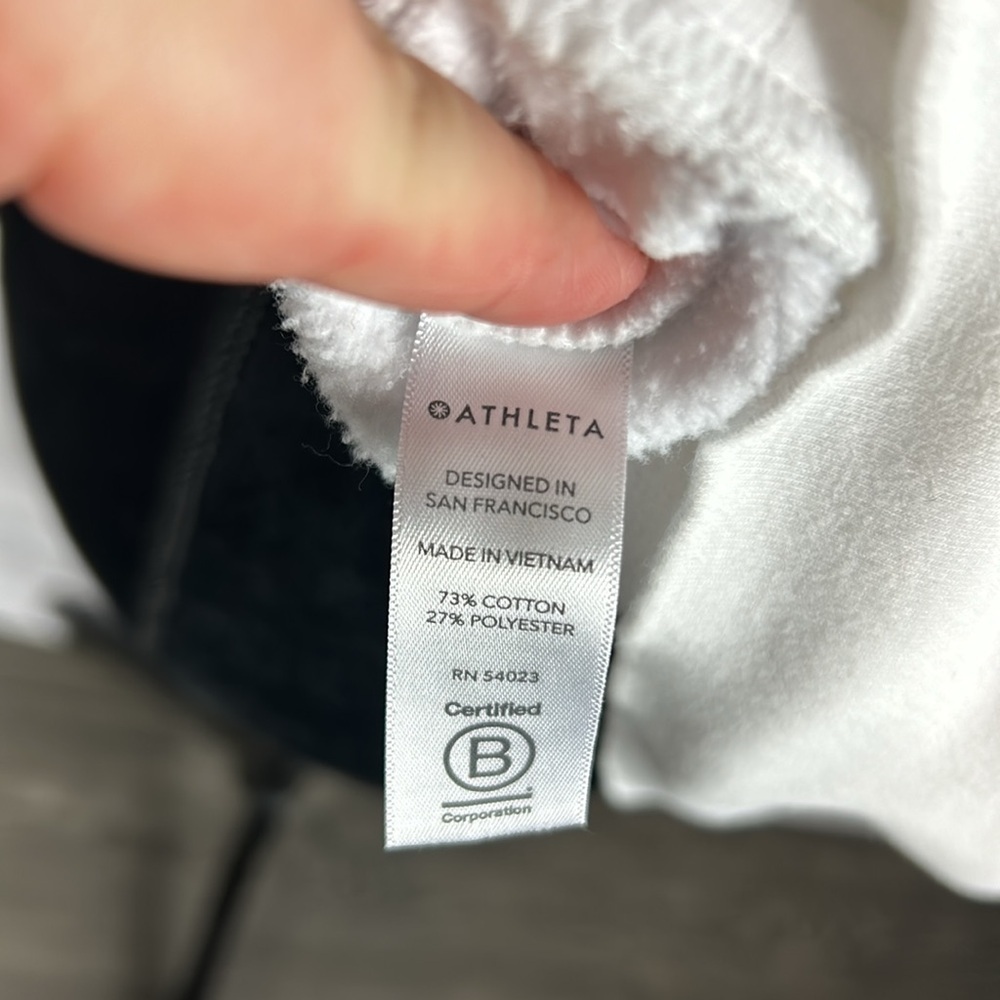 ATHLETA
DESIGNED IN
SAN FRANCISCO
MADE IN VIETNAM
73% COTTON
27% POLYESTER
RN 54023
Certified
B
Corporation